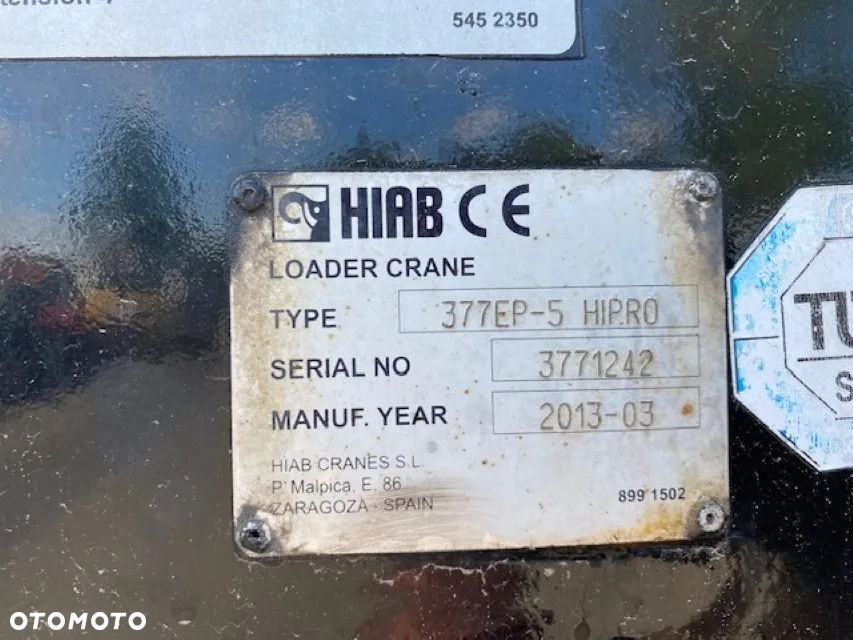 545 2350
HIAB CE
LOADER CRANE
TYPE 377EP-5 HIPRO
SERIAL NO 3771242
MANUF. YEAR 2013-03
HIAB CRANES S.L.
P. Malpica, E. 86
ZARAGOZA - SPAIN
899 1502
OTOMOTO